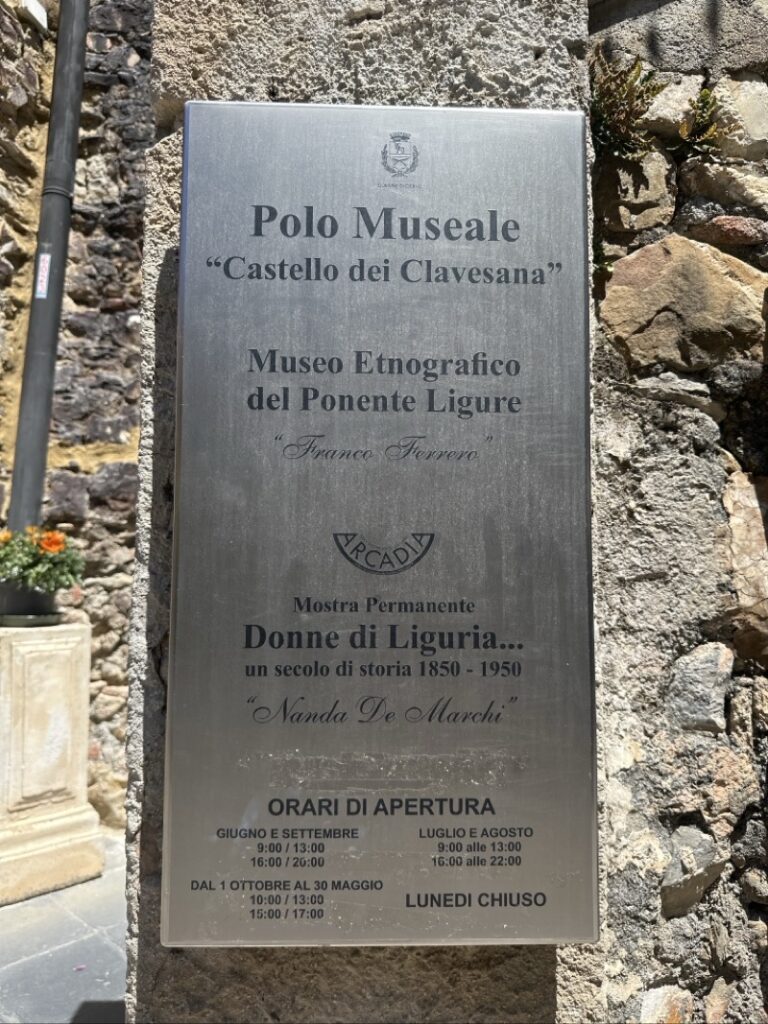 Polo Museale
“Castello dei Clavesana”
Museo Etnografico
del Ponente Ligure
“Franco Ferrero”
ARCADIA
Mostra Permanente
Donne di Liguria...
un secolo di storia 1850 - 1950
“Nanda De Marchi”
ORARI DI APERTURA
GIUGNO E SETTEMBRE
9:00 / 13:00
16:00 / 20:00
LUGLIO E AGOSTO
9:00 alle 13:00
16:00 alle 22:00
DAL 1 OTTOBRE AL 30 MAGGIO
10:00 / 13:00
15:00 / 17:00
LUNEDI CHIUSO